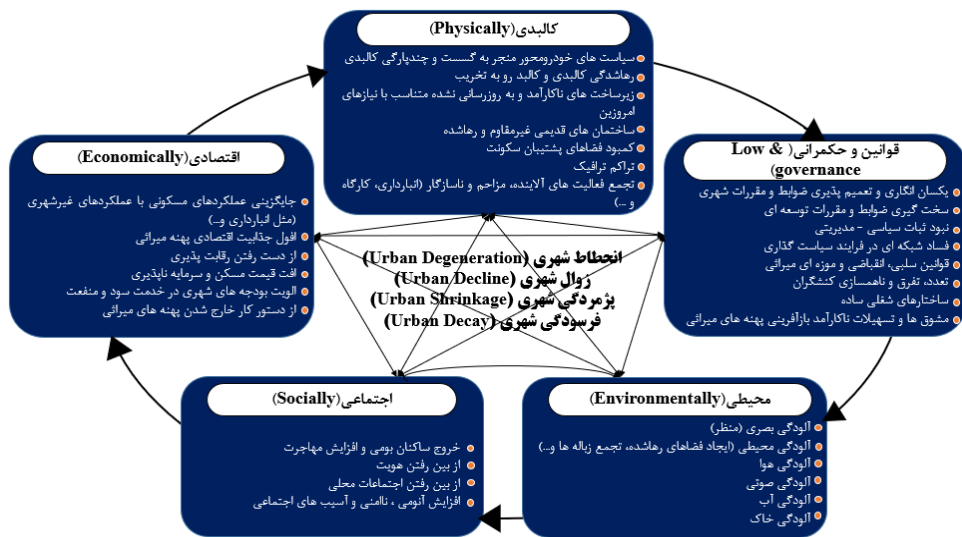 کالبدی(Physically)
سیاست های خودرومحور منجر به گسست و چندپارگی کالبدی
رهاشدگی کالبدی و کالبد رو به تخریب
زیرساخت های ناکارآمد و به روزرسانی نشده متناسب با نیازهای
امروزین
ساختمان های قدیمی غیرمقاوم و رهاشده
کمبود فضاهای پشتیبان سکونت
تراکم ترافیک
تجمع فعالیت های آلاینده، مزاحم و ناسازگار (انبارداری، کارگاه
و ...)
قوانین و حکمرانی( Low &
governance)
یکسان انگاری و تعمیم پذیری ضوابط و مقررات شهری
سخت گیری ضوابط و مقررات توسعه ای
نبود ثبات سیاسی - مدیریتی
فساد شبکه ای در فرایند سیاست گذاری
قوانین سلبی، انقباضی و موزه ای میراثی
تعدد، تفرق و ناهمسازی کنشگران
ساختارهای شغلی ساده
مشوق ها و تسهیلات ناکارآمد بازآفرینی پهنه های میراثی
اقتصادی(Economically)
جایگزینی عملکردهای مسکونی با عملکردهای غیرشهری
(مثل انبارداری و...)
افول جذابیت اقتصادی پهنه میراثی
از دست رفتن رقابت پذیری
افت قیمت مسکن و سرمایه ناپذیری
الویت بودجه های شهری در خدمت سود و منفعت
از دستور کار خارج شدن پهنه های میراثی
انحطاط شهری (Urban Degeneration)
زوال شهری (Urban Decline)
پژمردگی شهری (Urban Shrinkage)
فرسودگی شهری (Urban Decay)
محیطی(Environmentally)
آلودگی بصری (منظر)
آلودگی محیطی (ایجاد فضاهای رهاشده، تجمع زباله ها و...)
آلودگی هوا
آلودگی صوتی
آلودگی آب
آلودگی خاک
اجتماعی(Socially)
خروج ساکنان بومی و افزایش مهاجرت
از بین رفتن هویت
از بین رفتن اجتماعات محلی
افزایش آنومی ، ناامنی و آسیب های اجتماعی